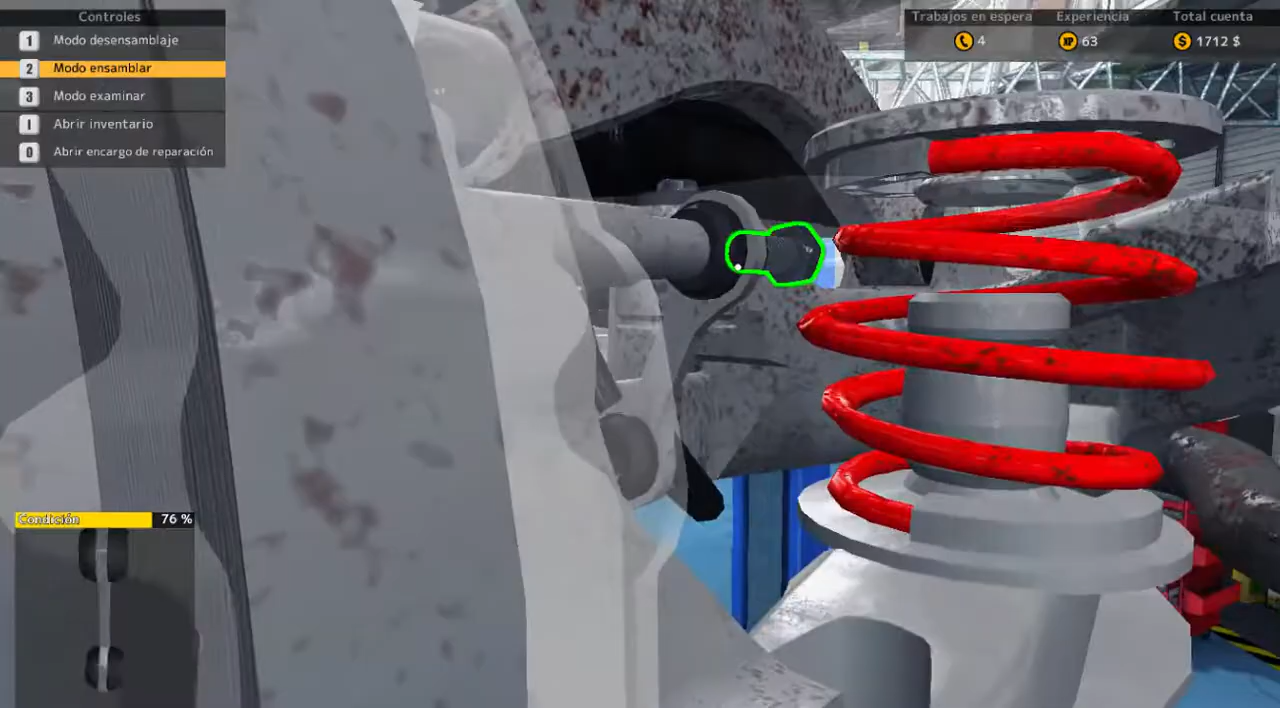 Controles
1 Modo desensamblaje
2 Modo ensamblar
3 Modo examinar
I Abrir inventario
O Abrir encargo de reparación
Trabajos en espera Experiencia Total cuenta
4 XP 63 $ 1712 $
Condición 76 %